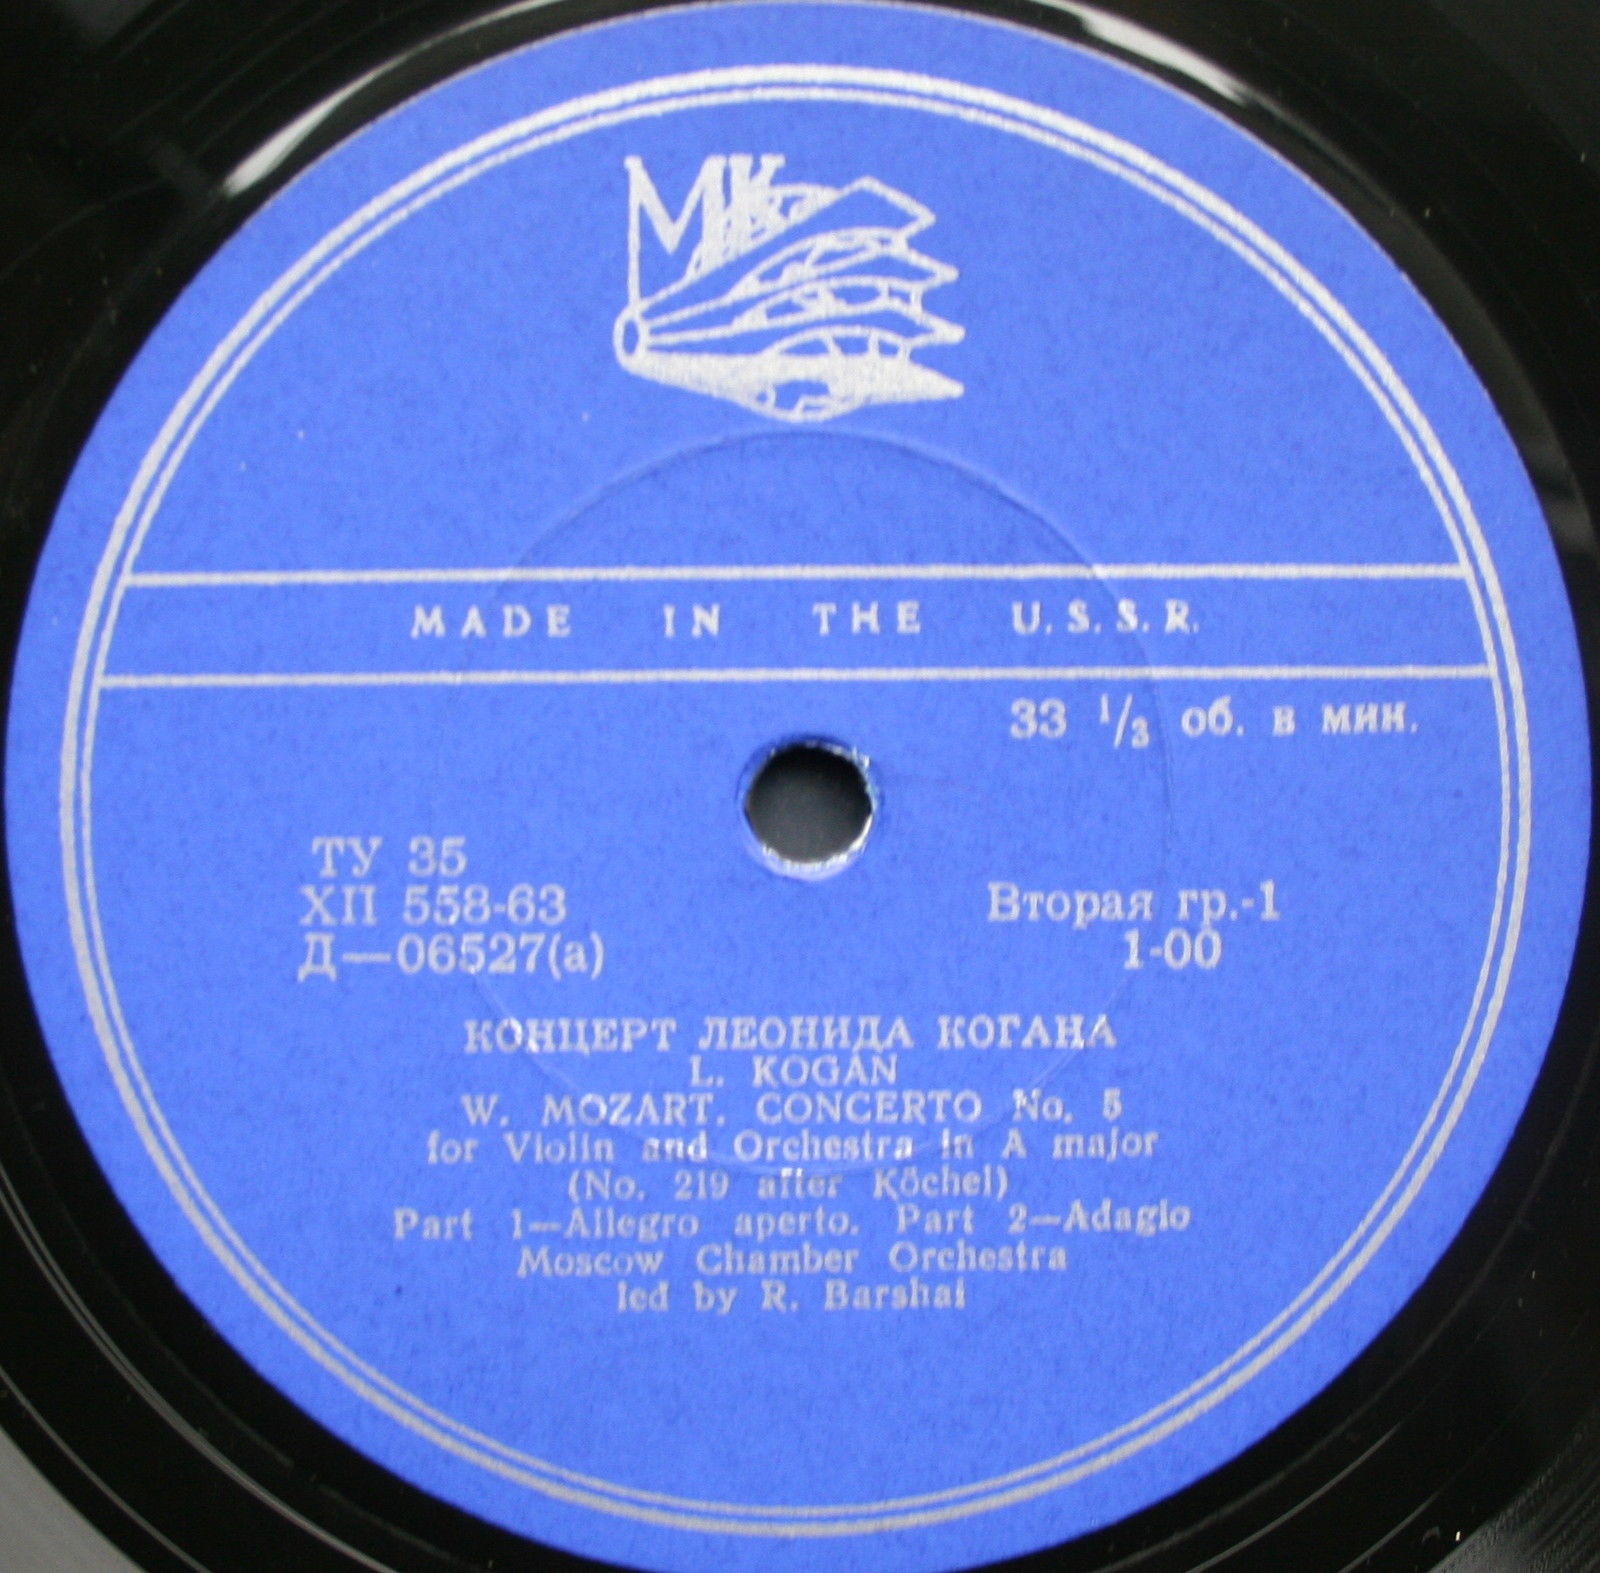 МК
MADE IN THE U.S.S.R.
33 1/3 об. в мин.
ТУ 35
ХП 558-63
Д—06527(а)
Вторая гр.-1
1-00
КОНЦЕРТ ЛЕОНИДА КОГАНА
L. KOGAN
W. MOZART. CONCERTO No. 5
for Violin and Orchestra in A major
(No. 219 after Köchel)
Part 1—Allegro aperto. Part 2—Adagio
Moscow Chamber Orchestra
led by R. Barshai